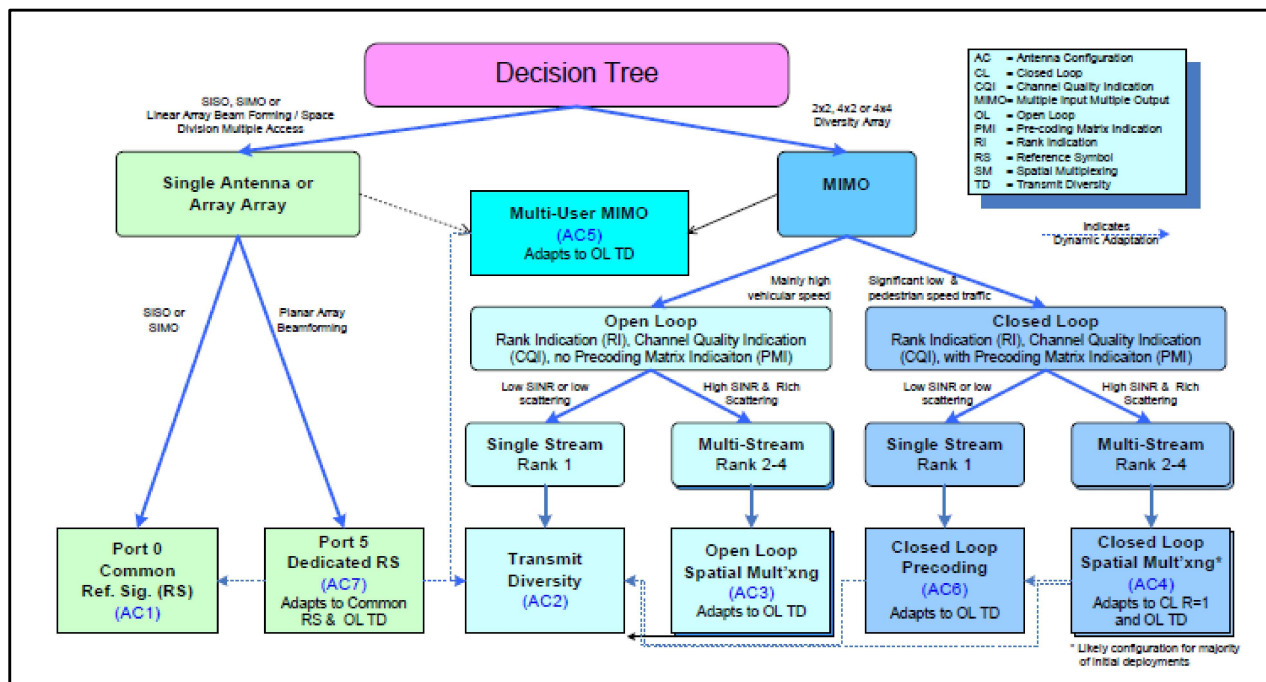 Decision Tree
AC = Antenna Configuration
CL = Closed Loop
CQI = Channel Quality Indication
MIMO= Multiple Input Multiple Output
OL = Open Loop
PMI = Pre-coding Matrix Indication
RI = Rank Indication
RS = Reference Symbol
SM = Spatial Multiplexing
TD = Transmit Diversity
SISO, SIMO or
Linear Array Beam Forming / Space
Division Multiple Access
2x2, 4x2 or 4x4
Diversity Array
Single Antenna or
Array Array
MIMO
Multi-User MIMO
(AC5)
Adapts to OL TD
Indicates
Dynamic Adaptation
SISO or
SIMO
Planar Array
Beamforming
Mainly high
vehicular speed
Significant low &
pedestrian speed traffic
Open Loop
Rank Indication (RI), Channel Quality Indication
(CQI), no Precoding Matrix Indicaiton (PMI)
Closed Loop
Rank Indication (RI), Channel Quality Indication
(CQI), with Precoding Matrix Indicaiton (PMI)
Low SINR or low
scattering
High SINR & Rich
Scattering
Low SINR or low
scattering
High SINR & Rich
Scattering
Single Stream
Rank 1
Multi-Stream
Rank 2-4
Single Stream
Rank 1
Multi-Stream
Rank 2-4
Port 0
Common
Ref. Sig. (RS)
(AC1)
Port 5
Dedicated RS
(AC7)
Adapts to Common
RS & OL TD
Transmit
Diversity
(AC2)
Open Loop
Spatial Mult'xng
(AC3)
Adapts to OL TD
Closed Loop
Precoding
(AC6)
Adapts to OL TD
Closed Loop
Spatial Mult'xng*
(AC4)
Adapts to CL R=1
and OL TD
* Likely configuration for majority
of initial deployments